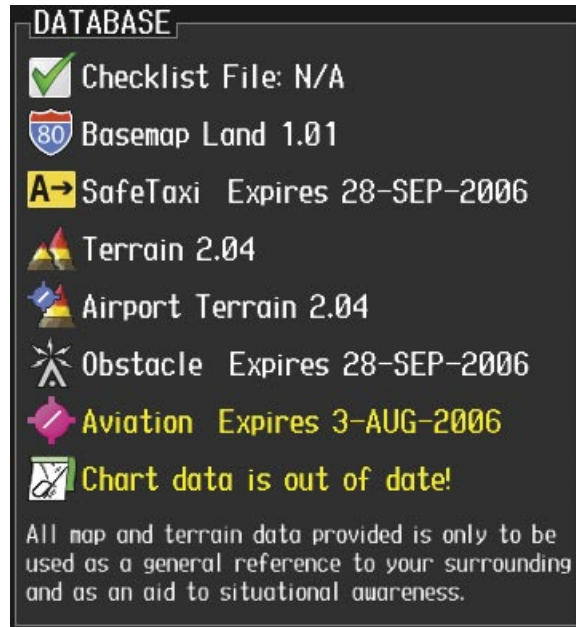 DATABASE
Checklist File: N/A
80 Basemap Land 1.01
A→ SafeTaxi Expires 28-SEP-2006
Terrain 2.04
Airport Terrain 2.04
Obstacle Expires 28-SEP-2006
Aviation Expires 3-AUG-2006
Chart data is out of date!
All map and terrain data provided is only to be
used as a general reference to your surrounding
and as an aid to situational awareness.